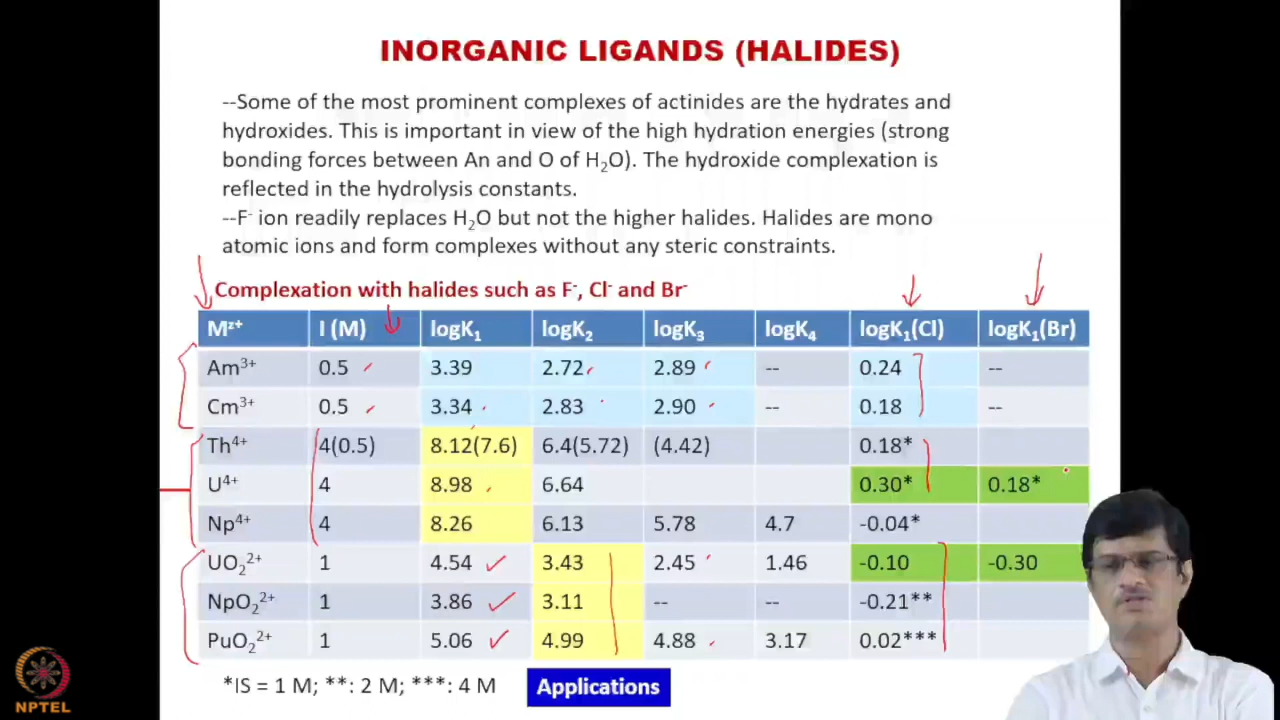 INORGANIC LIGANDS (HALIDES)
--Some of the most prominent complexes of actinides are the hydrates and
hydroxides. This is important in view of the high hydration energies (strong
bonding forces between An and O of H₂O). The hydroxide complexation is
reflected in the hydrolysis constants.
--F⁻ ion readily replaces H₂O but not the higher halides. Halides are mono
atomic ions and form complexes without any steric constraints.
Complexation with halides such as F⁻, Cl⁻ and Br⁻
Mᶻ⁺ I (M) logK₁ logK₂ logK₃ logK₄ logK₁(Cl) logK₁(Br)
Am³⁺ 0.5 3.39 2.72 2.89 -- 0.24 --
Cm³⁺ 0.5 3.34 2.83 2.90 -- 0.18 --
Th⁴⁺ 4(0.5) 8.12(7.6) 6.4(5.72) (4.42) 0.18*
U⁴⁺ 4 8.98 6.64 0.30* 0.18*
Np⁴⁺ 4 8.26 6.13 5.78 4.7 -0.04*
UO₂²⁺ 1 4.54 3.43 2.45 1.46 -0.10 -0.30
NpO₂²⁺ 1 3.86 3.11 -- -- -0.21**
PuO₂²⁺ 1 5.06 4.99 4.88 3.17 0.02***
*IS = 1 M; **: 2 M; ***: 4 M
Applications
NPTEL